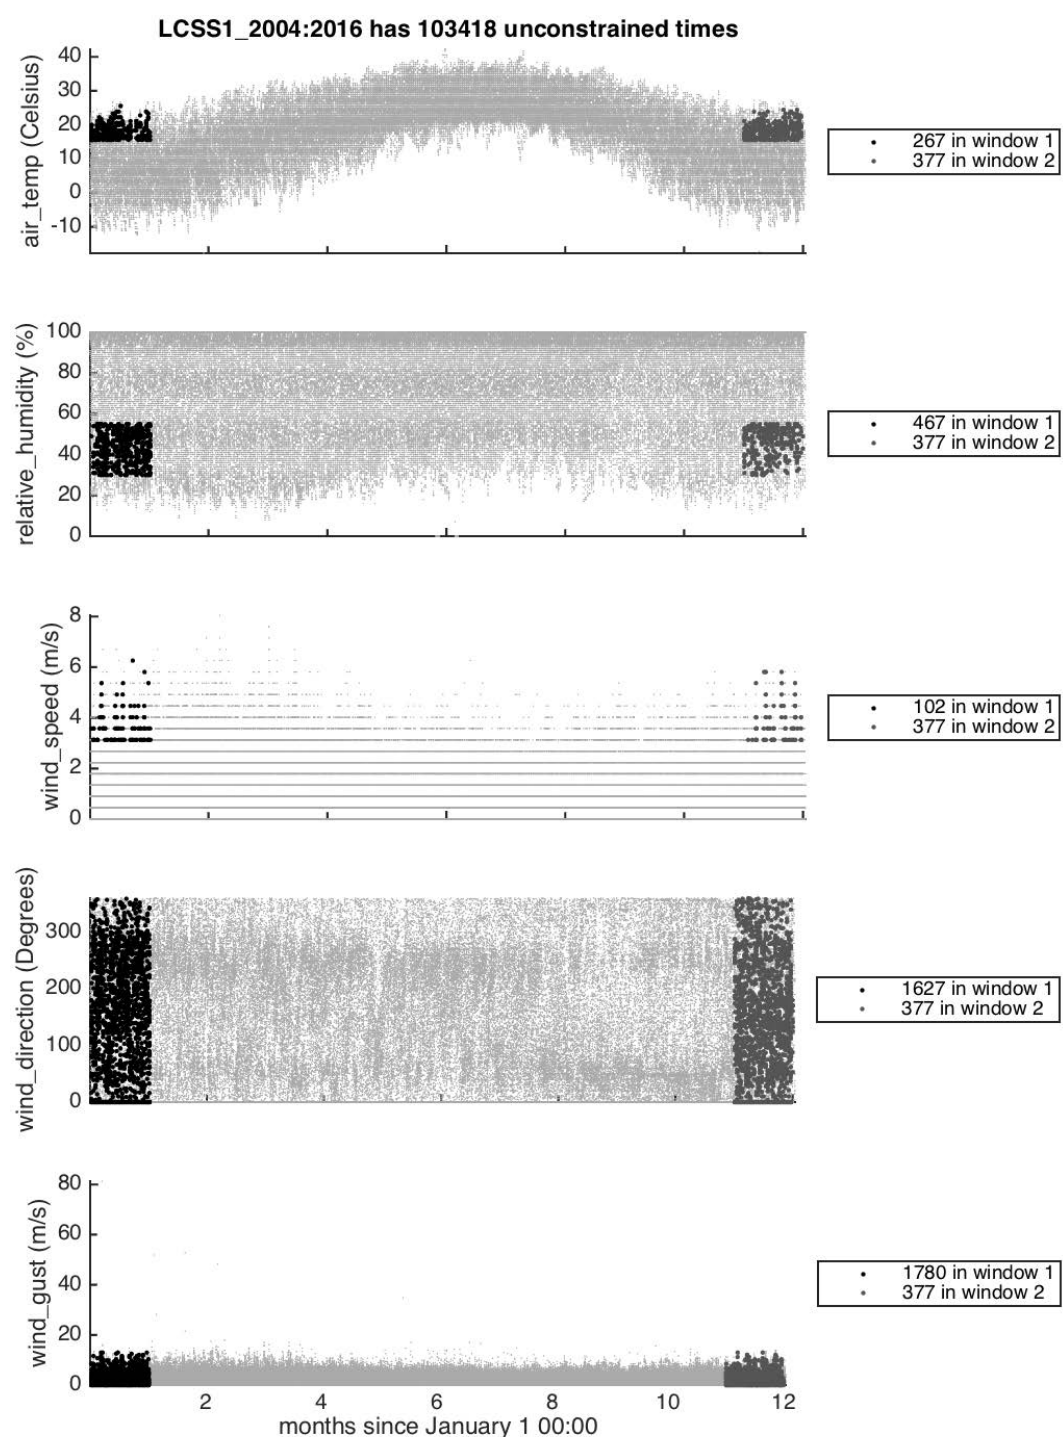 LCSS1_2004:2016 has 103418 unconstrained times
air_temp (Celsius)
40
30
20
10
0
-10
267 in window 1
377 in window 2
relative_humidity (%)
100
80
60
40
20
0
467 in window 1
377 in window 2
wind_speed (m/s)
8
6
4
2
0
102 in window 1
377 in window 2
wind_direction (Degrees)
300
200
100
0
1627 in window 1
377 in window 2
wind_gust (m/s)
80
60
40
20
0
1780 in window 1
377 in window 2
2 4 6 8 10 12
months since January 1 00:00